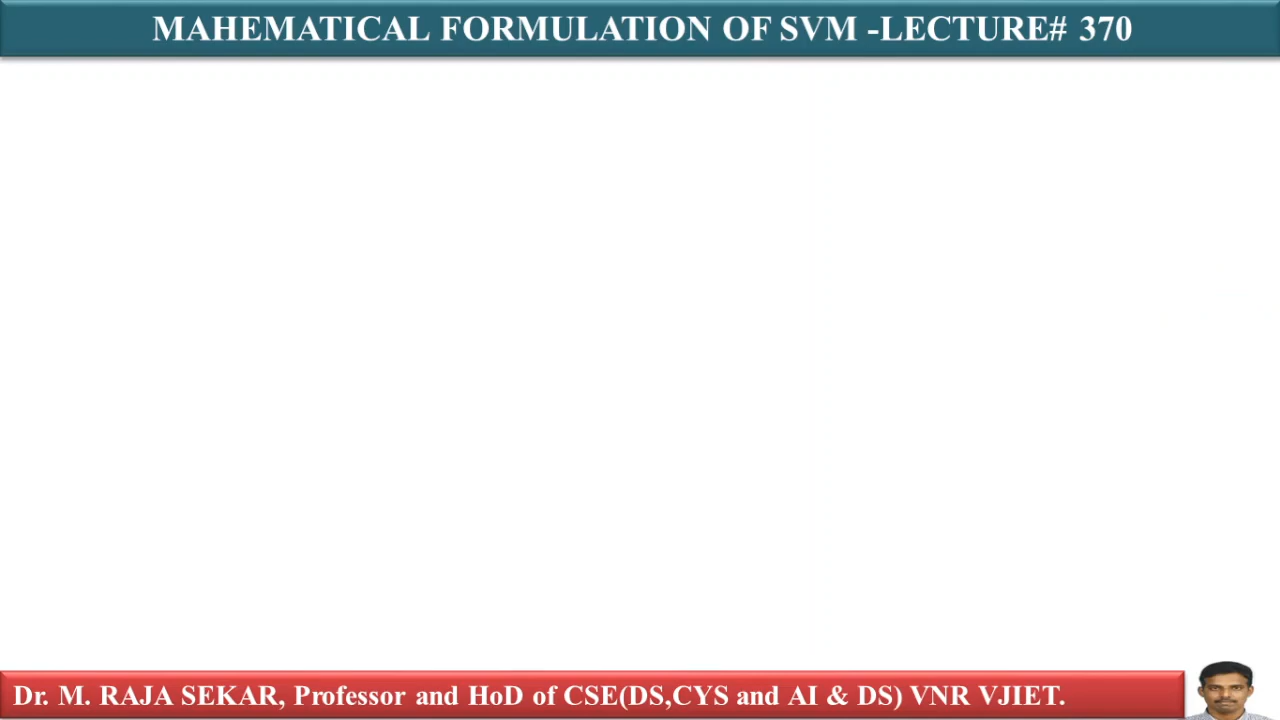 MAHEMATICAL FORMULATION OF SVM -LECTURE# 370
Dr. M. RAJA SEKAR, Professor and HoD of CSE(DS,CYS and AI & DS) VNR VJIET.